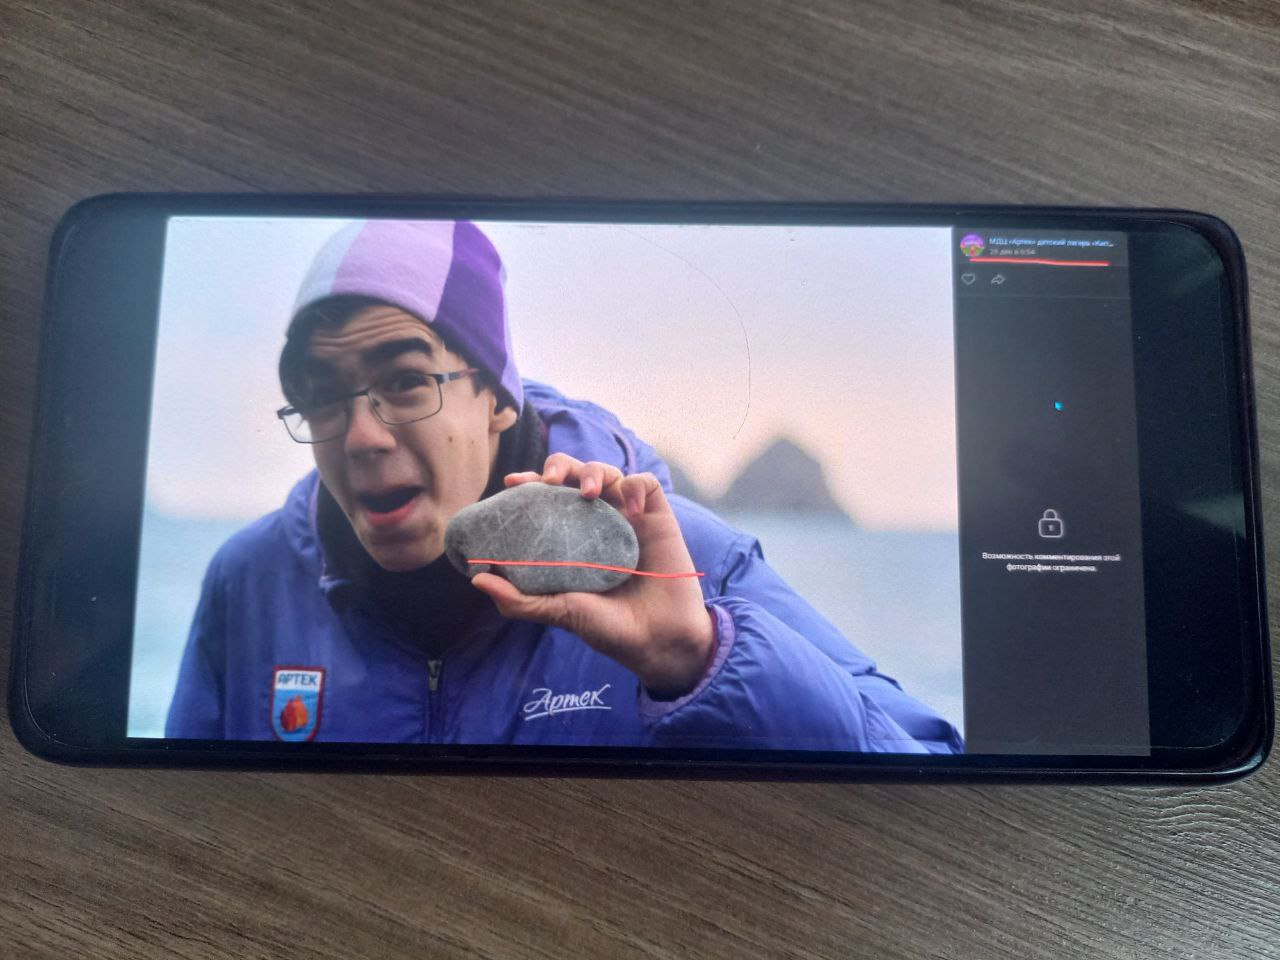 МДЦ «Артек» детский лагерь «Кип...
28 дек в 6:54
Возможность комментирования этой
фотографии ограничена.
АРТЕК
Артек